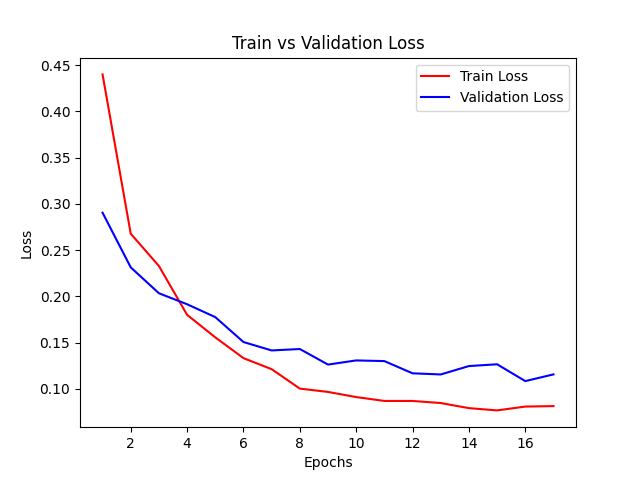 Train vs Validation Loss
Train Loss
Validation Loss
Loss
0.45
0.40
0.35
0.30
0.25
0.20
0.15
0.10
2 4 6 8 10 12 14 16
Epochs